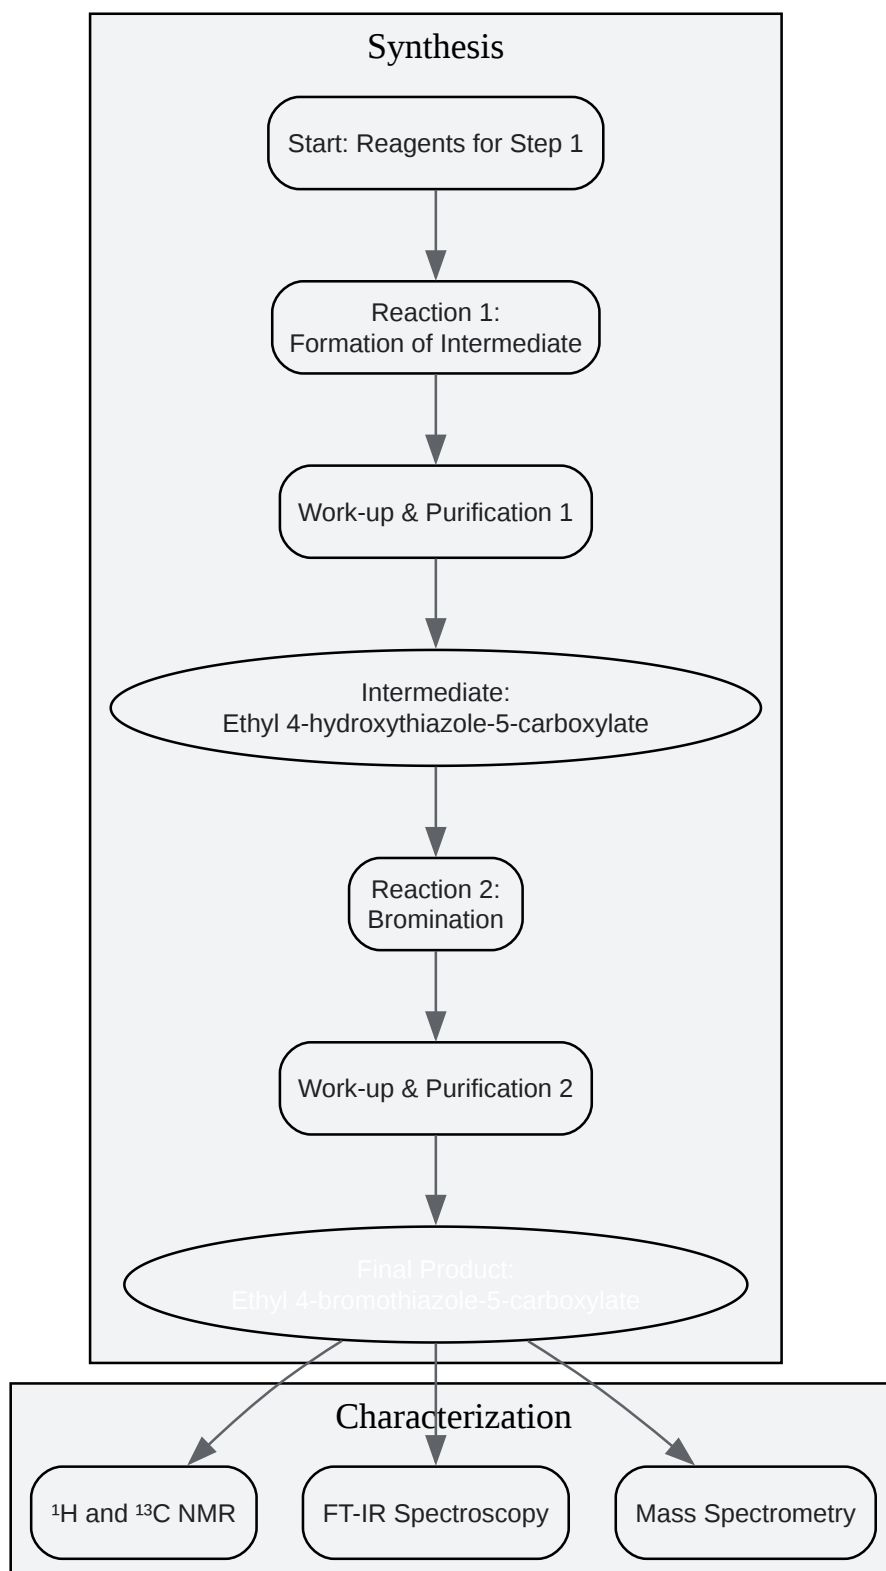 Synthesis
Start: Reagents for Step 1
Reaction 1:
Formation of Intermediate
Work-up & Purification 1
Intermediate:
Ethyl 4-hydroxythiazole-5-carboxylate
Reaction 2:
Bromination
Work-up & Purification 2
Final Product:
Ethyl 4-bromothiazole-5-carboxylate
Characterization
¹H and ¹³C NMR
FT-IR Spectroscopy
Mass Spectrometry